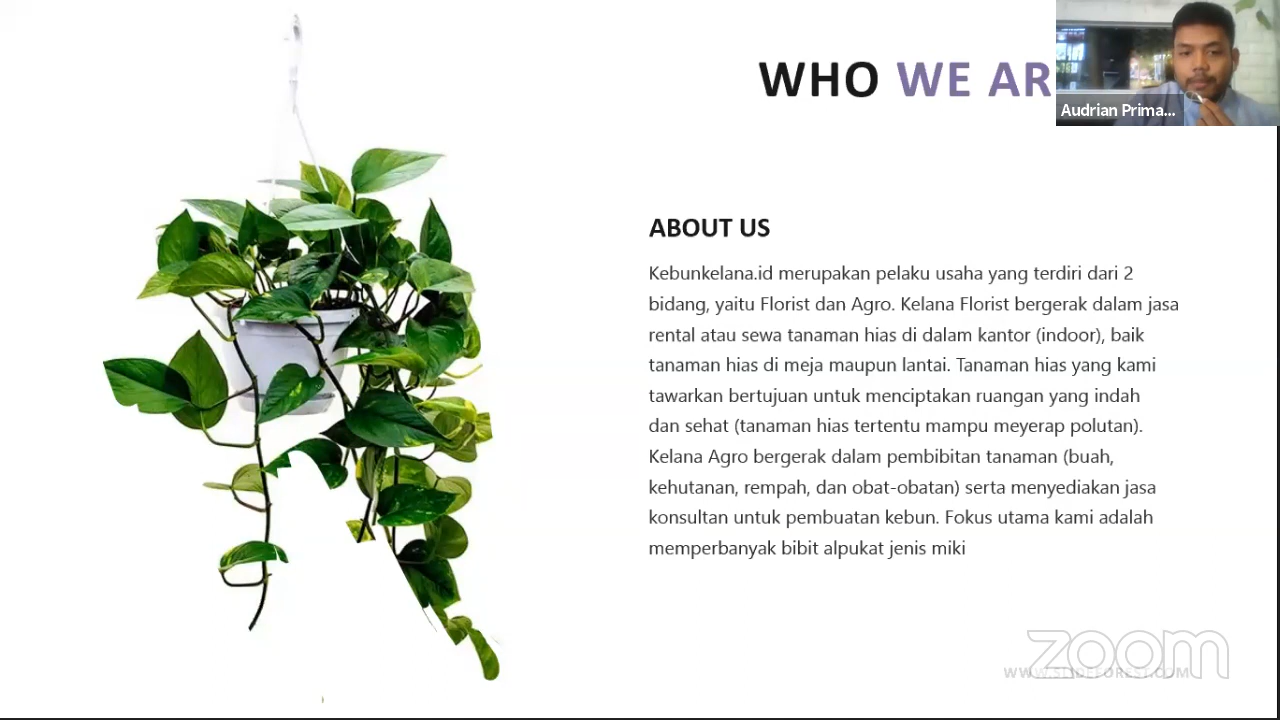 WHO WE AR
Audrian Prima...
ABOUT US
Kebunkelana.id merupakan pelaku usaha yang terdiri dari 2
bidang, yaitu Florist dan Agro. Kelana Florist bergerak dalam jasa
rental atau sewa tanaman hias di dalam kantor (indoor), baik
tanaman hias di meja maupun lantai. Tanaman hias yang kami
tawarkan bertujuan untuk menciptakan ruangan yang indah
dan sehat (tanaman hias tertentu mampu meyerap polutan).
Kelana Agro bergerak dalam pembibitan tanaman (buah,
kehutanan, rempah, dan obat-obatan) serta menyediakan jasa
konsultan untuk pembuatan kebun. Fokus utama kami adalah
memperbanyak bibit alpukat jenis miki
zoom
WWW.SLIDEFOREST.COM